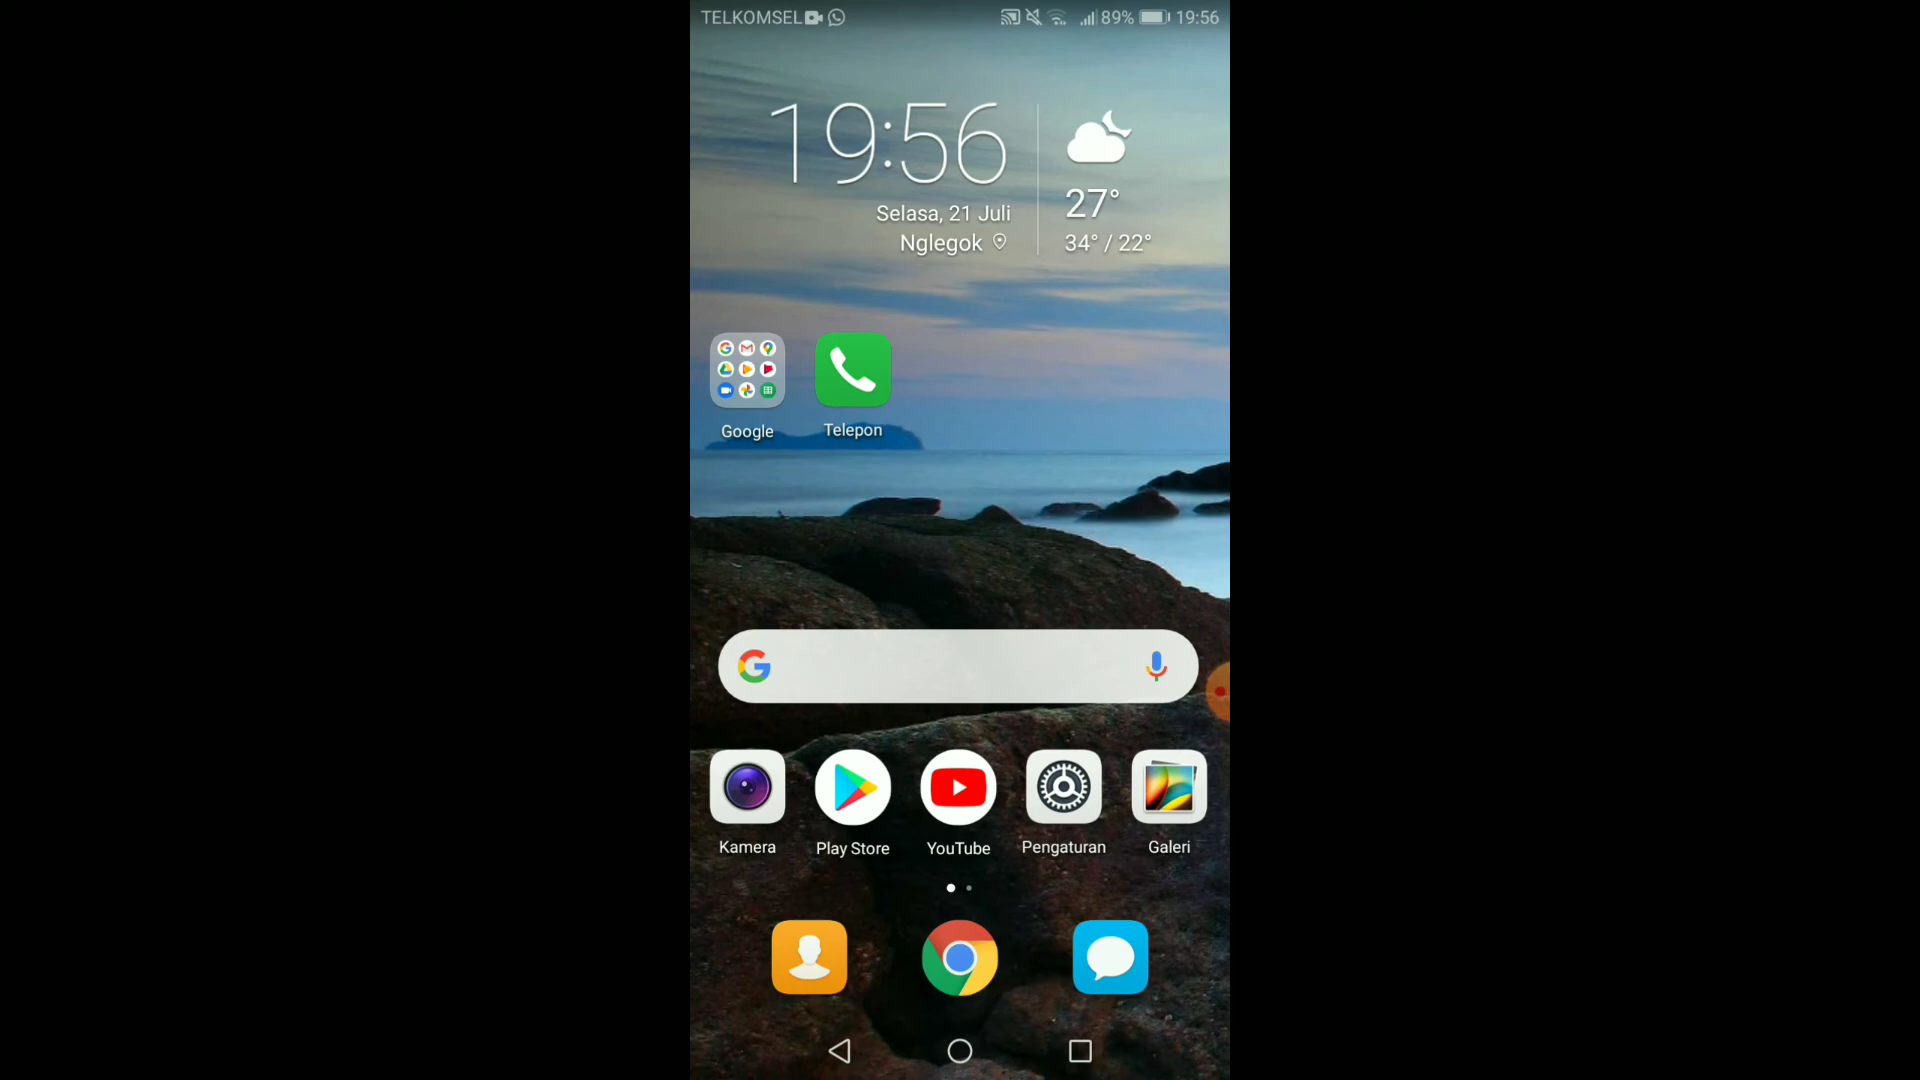 TELKOMSEL 89% 19:56
19:56
Selasa, 21 Juli
Nglegok
27°
34° / 22°
Google
Telepon
Kamera
Play Store
YouTube
Pengaturan
Galeri